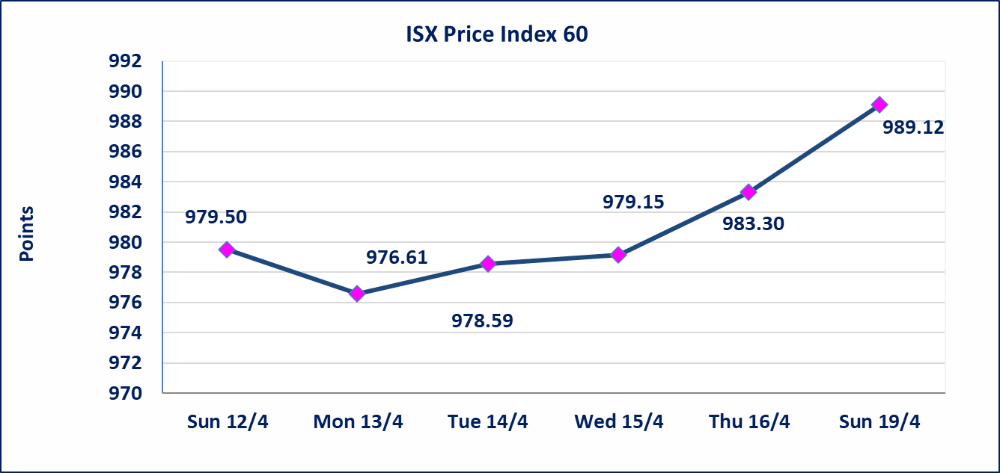 ISX Price Index 60
992
990
988
986
984
982
980
978
976
974
972
970
Points
979.50
976.61
978.59
979.15
983.30
989.12
Sun 12/4
Mon 13/4
Tue 14/4
Wed 15/4
Thu 16/4
Sun 19/4